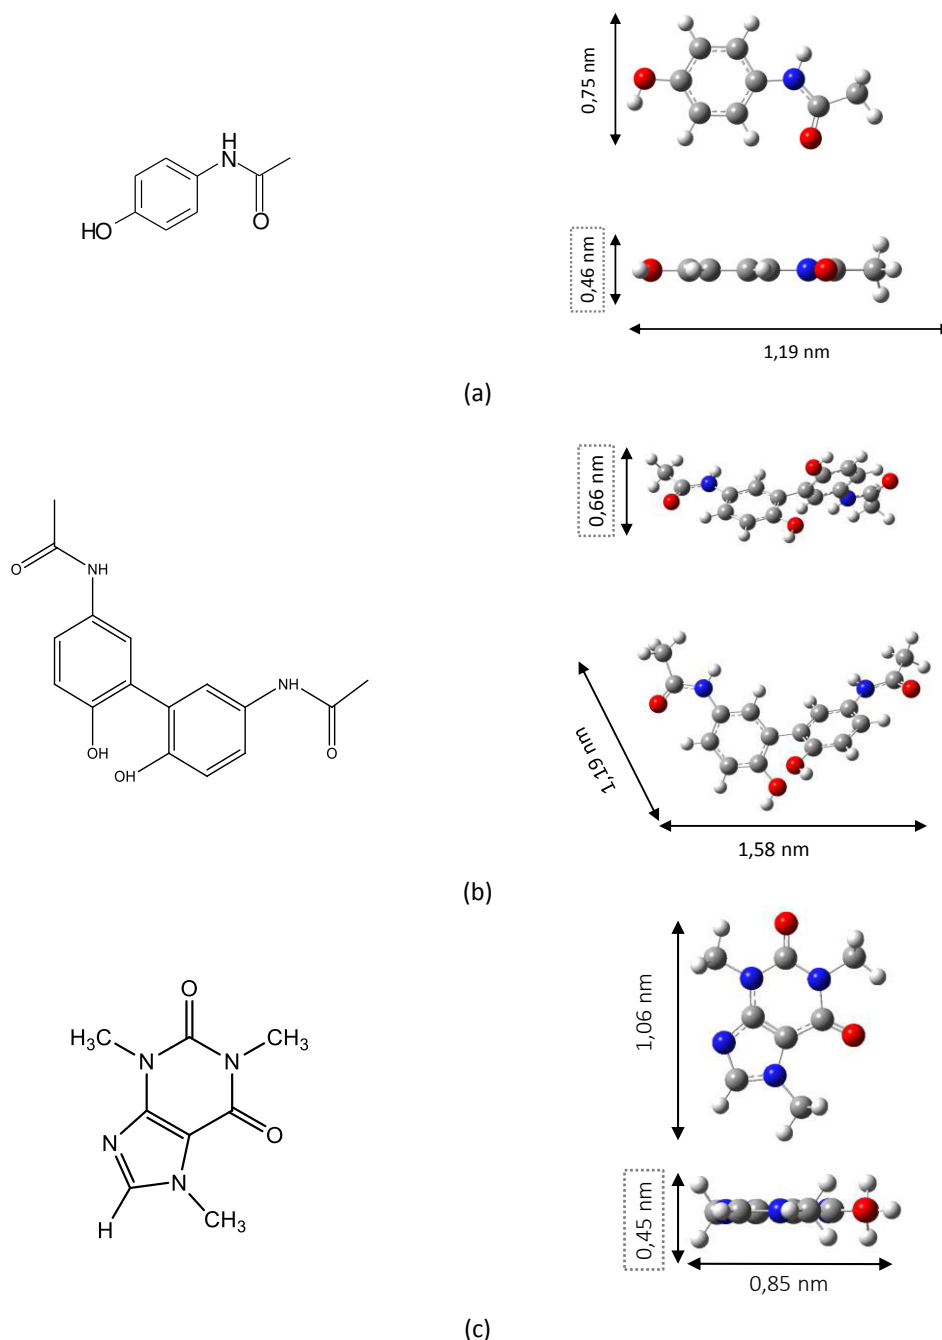 0,75 nm
H
N
O
HO
0,46 nm
1,19 nm
(a)
0,66 nm
O
NH
NH
OH
OH
O
1,19 nm
1,58 nm
(b)
1,06 nm
O
H₃C
CH₃
N
N
O
N
N
CH₃
H
0,45 nm
0,85 nm
(c)